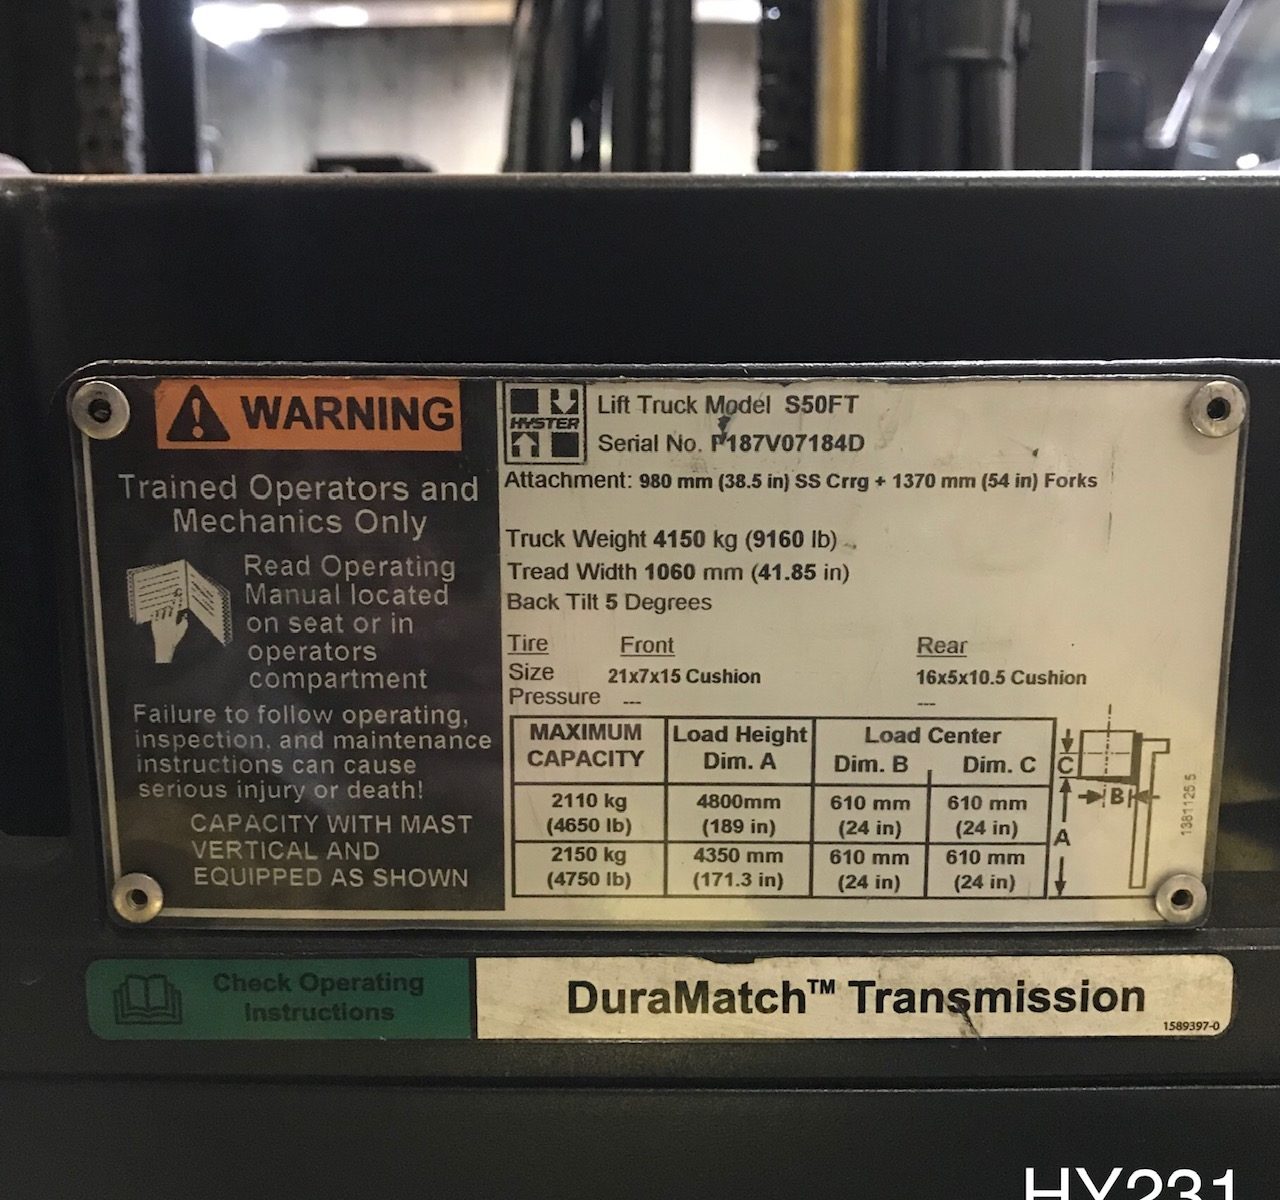 WARNING
Trained Operators and
Mechanics Only
Read Operating
Manual located
on seat or in
operators
compartment
Failure to follow operating,
inspection, and maintenance
instructions can cause
serious injury or death!
CAPACITY WITH MAST
VERTICAL AND
EQUIPPED AS SHOWN
HYSTER
Lift Truck Model S50FT
Serial No. P187V07184D
Attachment: 980 mm (38.5 in) SS Crrg + 1370 mm (54 in) Forks
Truck Weight 4150 kg (9160 lb)
Tread Width 1060 mm (41.85 in)
Back Tilt 5 Degrees
Tire Front Rear
Size 21x7x15 Cushion 16x5x10.5 Cushion
Pressure --- ---
MAXIMUM CAPACITY Load Height Dim. A Load Center Dim. B Dim. C
2110 kg 4800mm 610 mm 610 mm
(4650 lb) (189 in) (24 in) (24 in)
2150 kg 4350 mm 610 mm 610 mm
(4750 lb) (171.3 in) (24 in) (24 in)
C
B
A
1381125 5
Check Operating
Instructions
DuraMatch™ Transmission
1589397-0
HY231